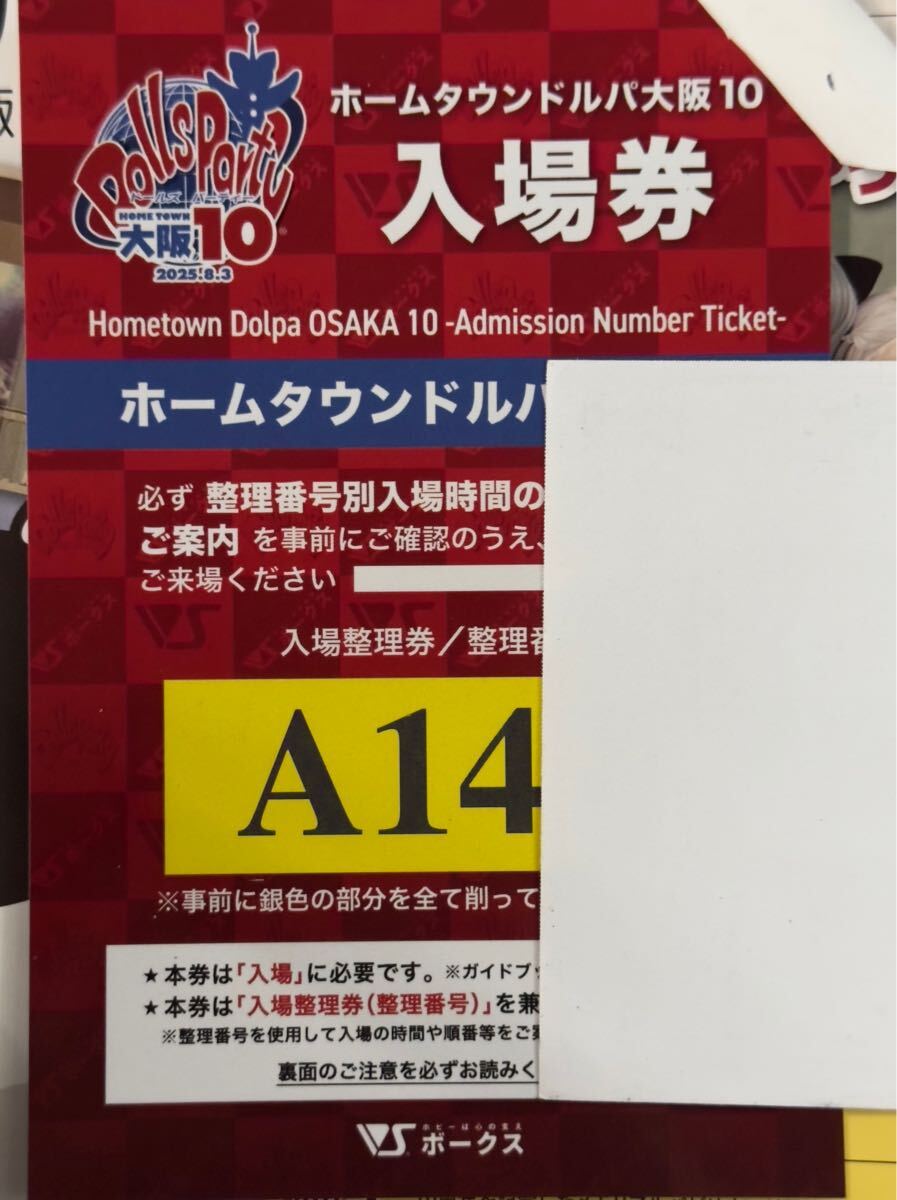 Dolls Party
ドールズ パーティー
HOME TOWN
大阪10
2025.8.3
ホームタウンドルパ大阪10
入場券
Hometown Dolpa OSAKA 10 -Admission Number Ticket-
ホームタウンドルパ
必ず 整理番号別入場時間の
ご案内 を事前にご確認のうえ、
ご来場ください
入場整理券／整理番
A14
※事前に銀色の部分を全て削って
★本券は「入場」に必要です。※ガイドブッ
★本券は「入場整理券(整理番号)」を兼
※整理番号を使用して入場の時間や順番等をご案
裏面のご注意を必ずお読みく
VS ホビーは心の支え
ボークス